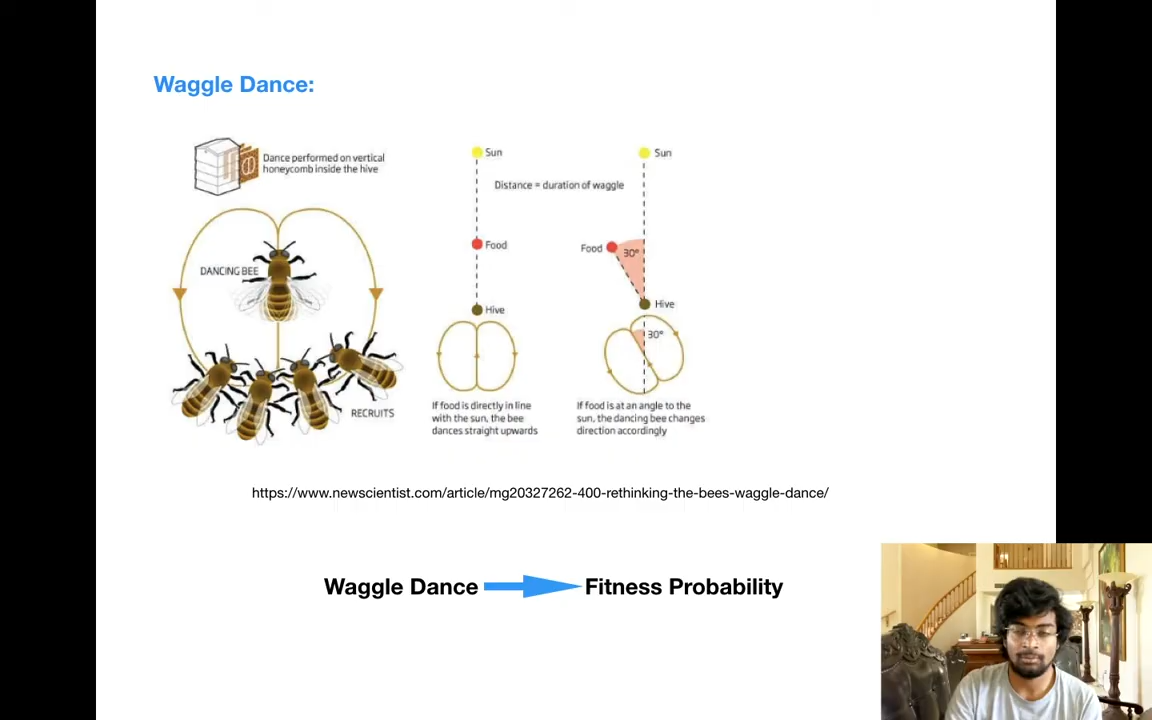 Waggle Dance:
Dance performed on vertical
honeycomb inside the hive
DANCING BEE
RECRUITS
Sun
Distance = duration of waggle
Food
Hive
If food is directly in line
with the sun, the bee
dances straight upwards
Sun
Food
30°
Hive
30°
If food is at an angle to the
sun, the dancing bee changes
direction accordingly
https://www.newscientist.com/article/mg20327262-400-rethinking-the-bees-waggle-dance/
Waggle Dance Fitness Probability